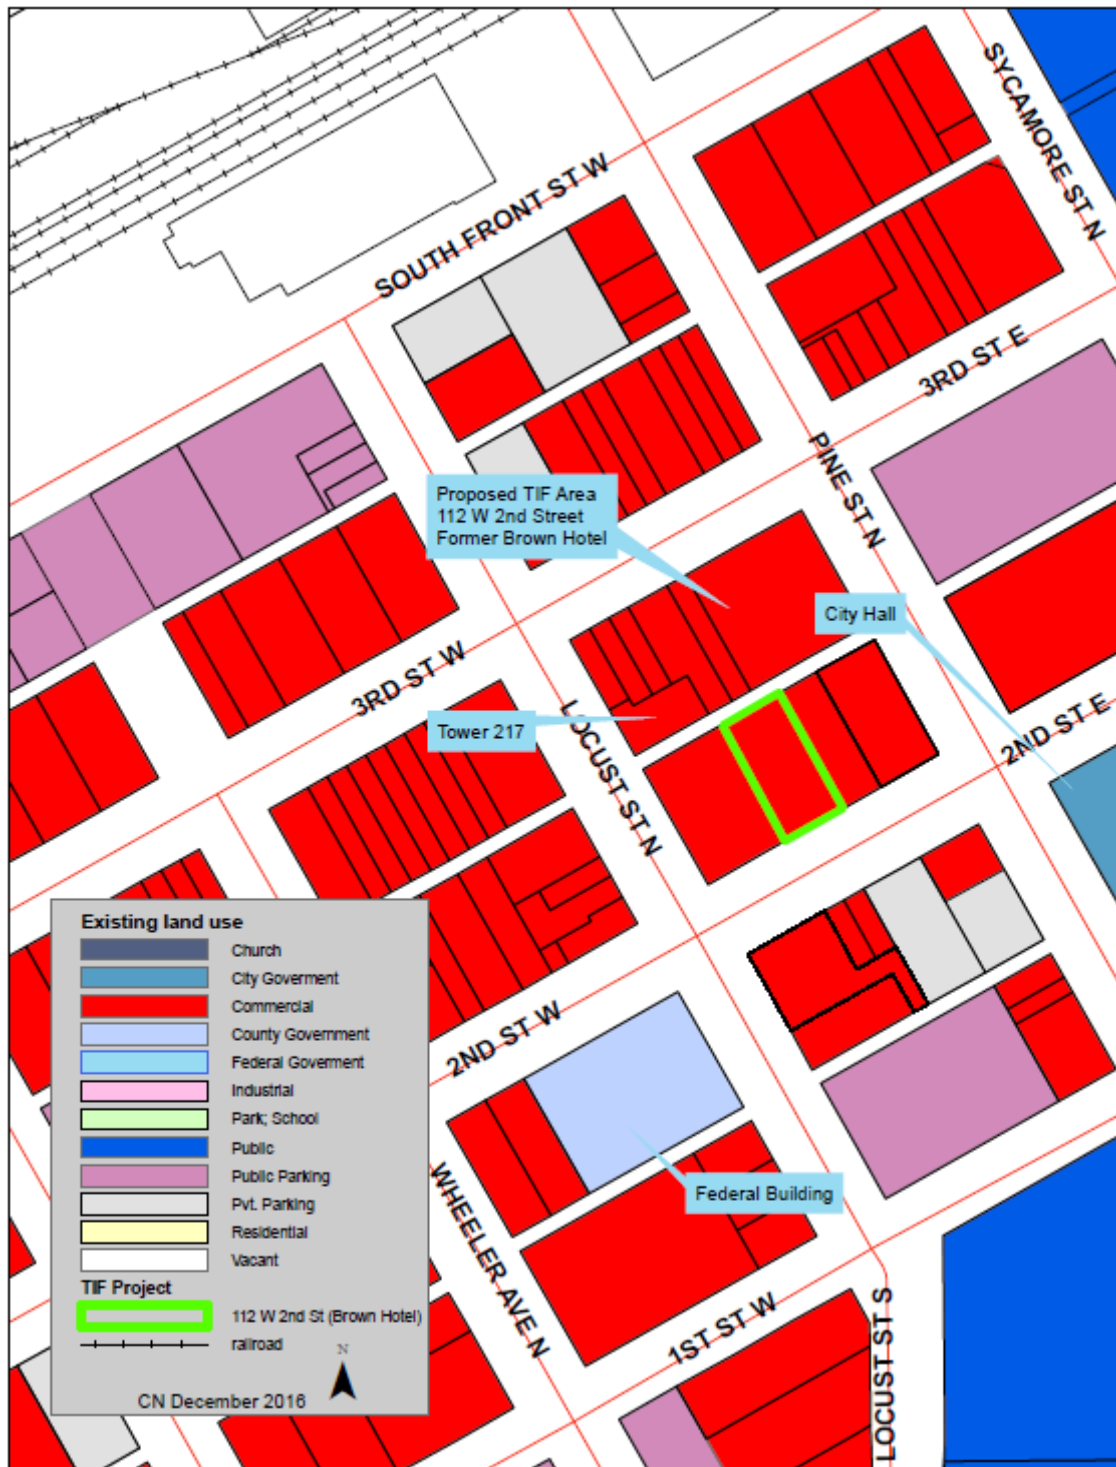 SYCAMORE ST N
SOUTH FRONT ST W
3RD ST E
PINE ST N
Proposed TIF Area
112 W 2nd Street
Former Brown Hotel
City Hall
3RD ST W
Tower 217
LOCUST ST N
2ND ST E
2ND ST W
Federal Building
WHEELER AVE N
1ST ST W
LOCUST ST S
Existing land use
Church
City Goverment
Commercial
County Government
Federal Goverment
Industrial
Park; School
Public
Public Parking
Pvt. Parking
Residential
Vacant
TIF Project
112 W 2nd St (Brown Hotel)
railroad
N
CN December 2016